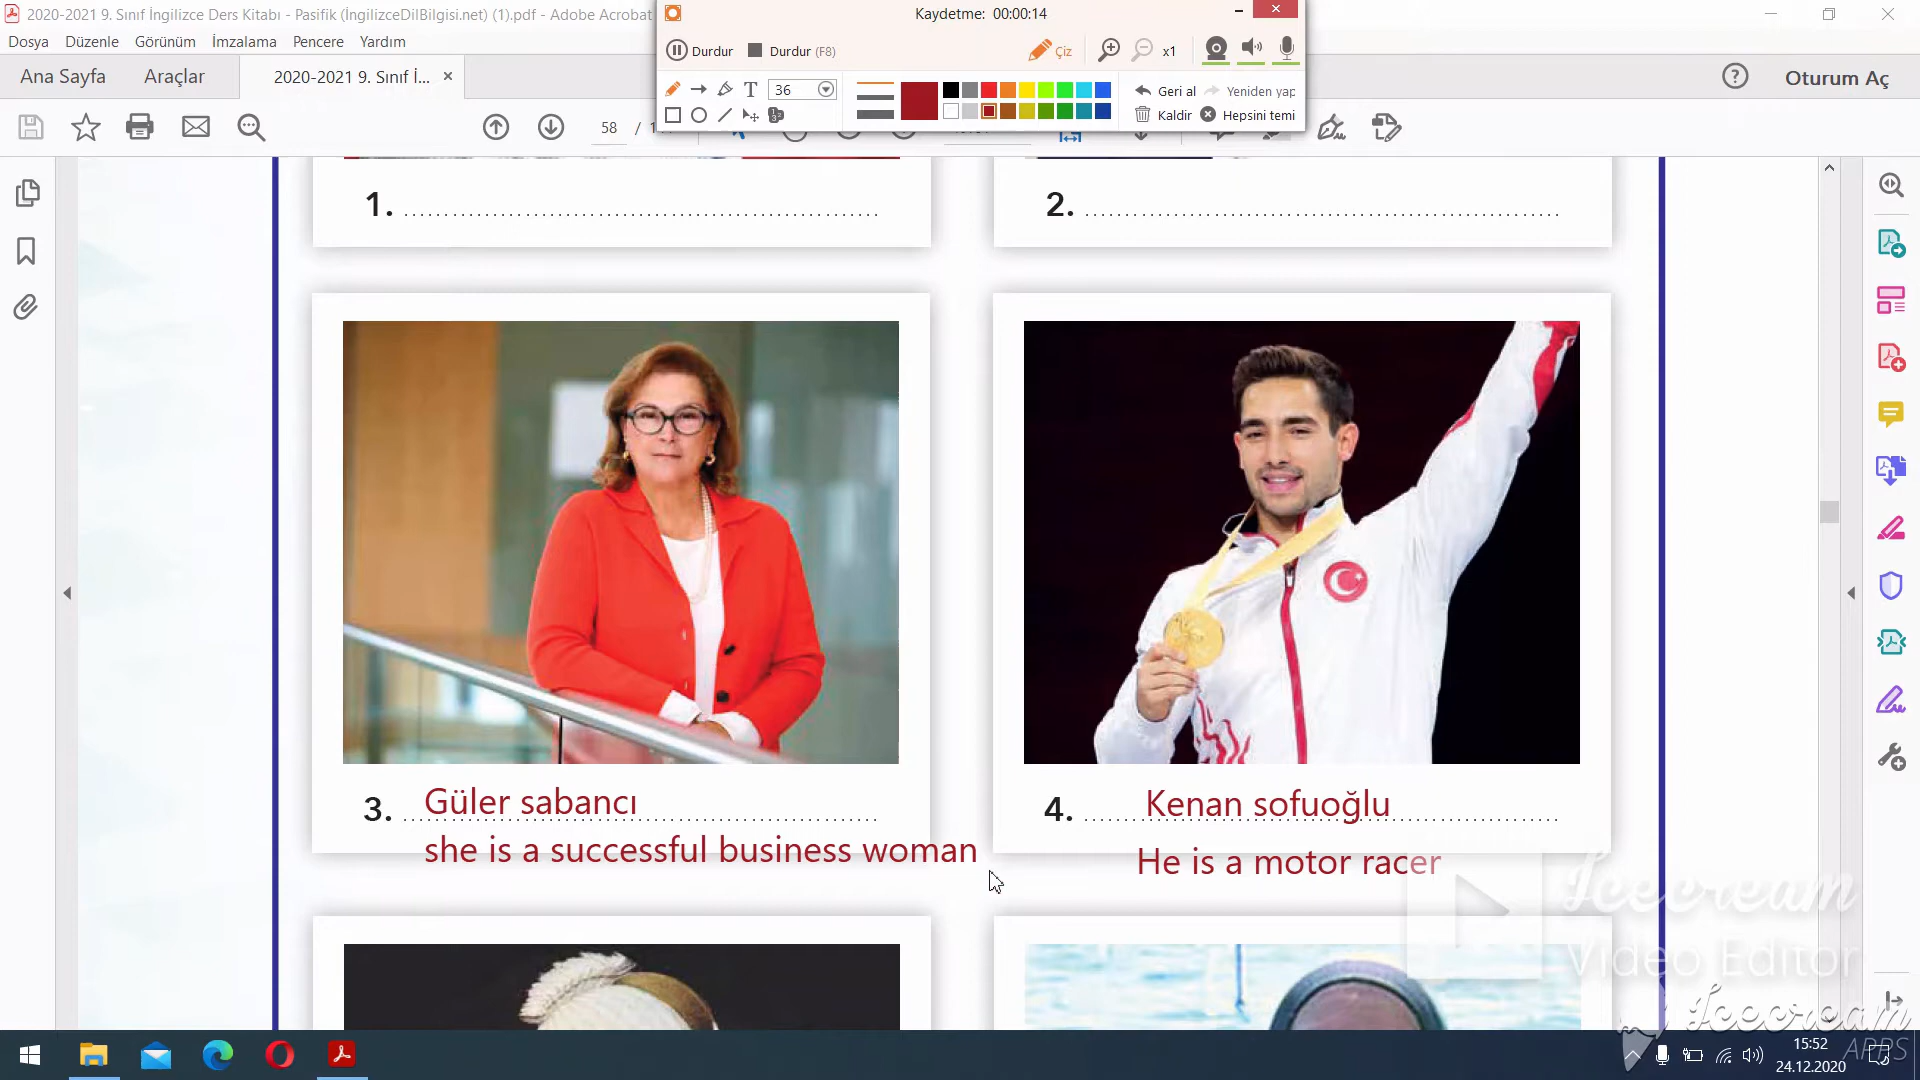 2020-2021 9. Sınıf İngilizce Ders Kitabı - Pasifik (İngilizceDilBilgisi.net) (1).pdf - Adobe Acrobat
Kaydetme: 00:00:14
Dosya Düzenle Görünüm İmzalama Pencere Yardım
Durdur Durdur (F8) Çiz x1
Ana Sayfa Araçlar 2020-2021 9. Sınıf İ... Oturum Aç
T 36 Geri al Yeniden yap
Kaldir Hepsini temi
58 /
1. 2.
3. Güler sabancı
she is a successful business woman
4. Kenan sofuoğlu
He is a motor racer
Icecream
Video Editor
Icecream
APPS
15:52
24.12.2020